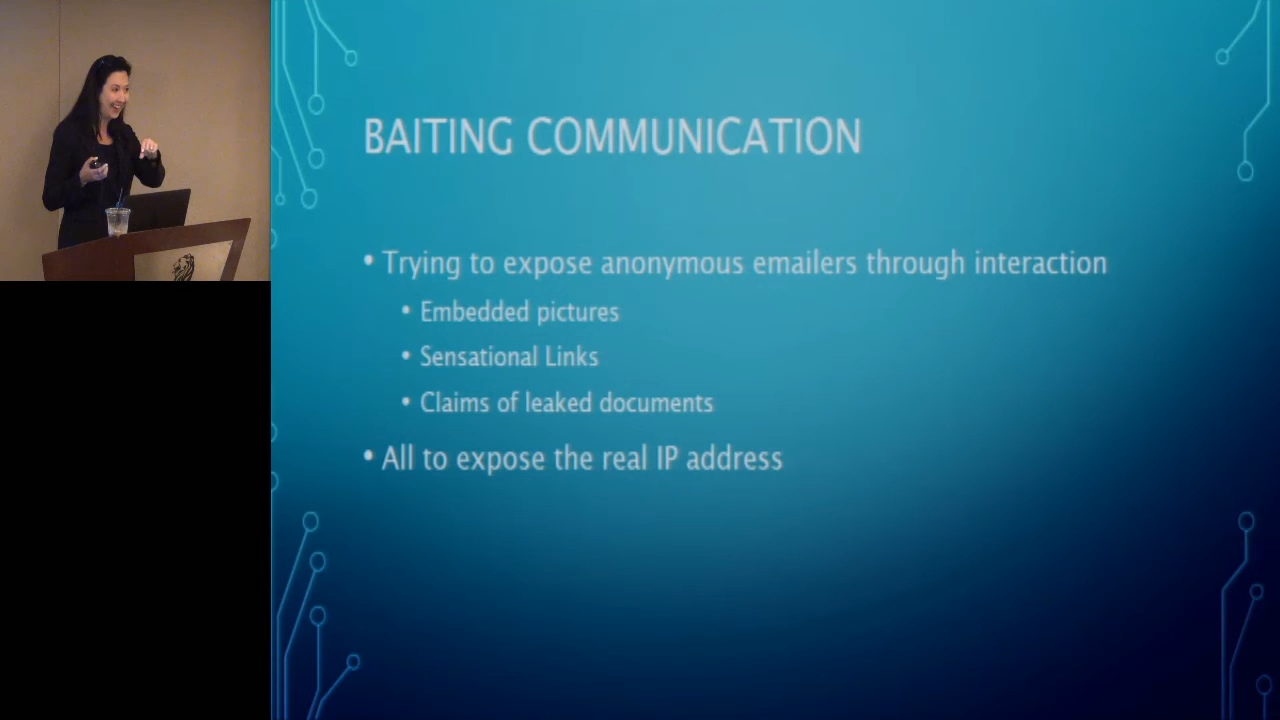 BAITING COMMUNICATION
• Trying to expose anonymous emailers through interaction
• Embedded pictures
• Sensational Links
• Claims of leaked documents
• All to expose the real IP address